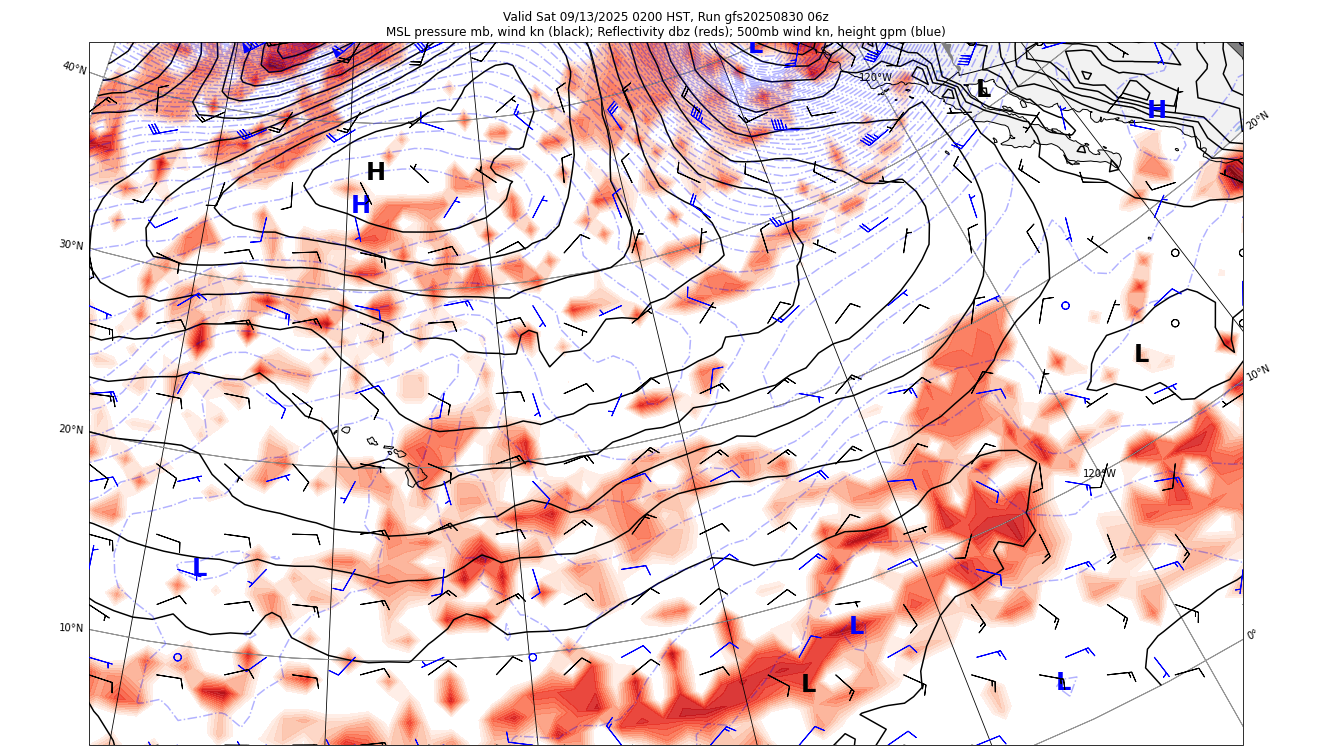 Valid Sat 09/13/2025 0200 HST, Run gfs20250830 06z
MSL pressure mb, wind kn (black); Reflectivity dbz (reds); 500mb wind kn, height gpm (blue)
L
40°N
120°W
L
H
20°N
H
H
30°N
L
10°N
20°N
120°W
L
L
10°N
0°
L
L